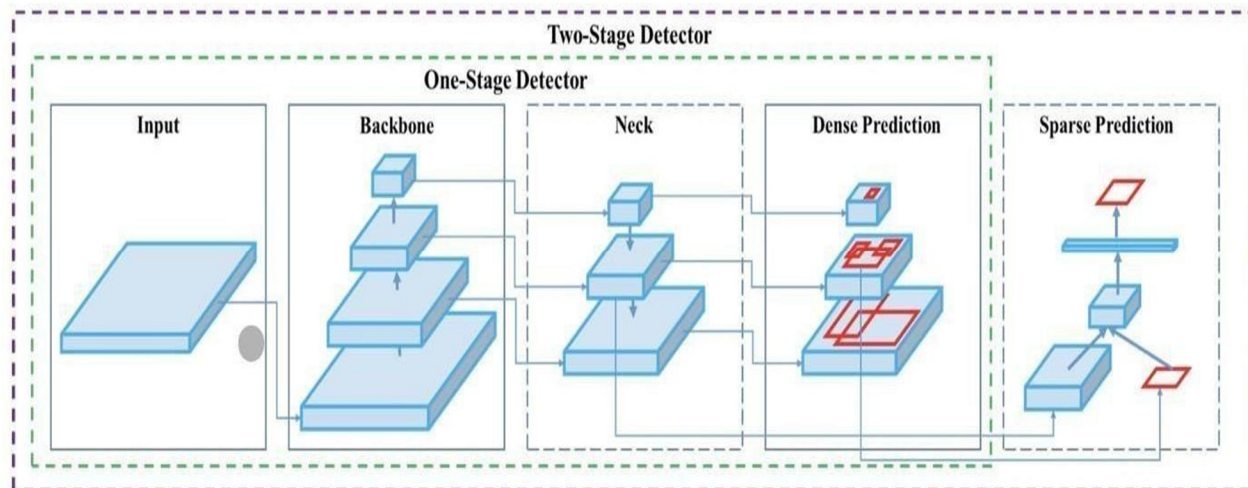 Two-Stage Detector
One-Stage Detector
Input
Backbone
Neck
Dense Prediction
Sparse Prediction